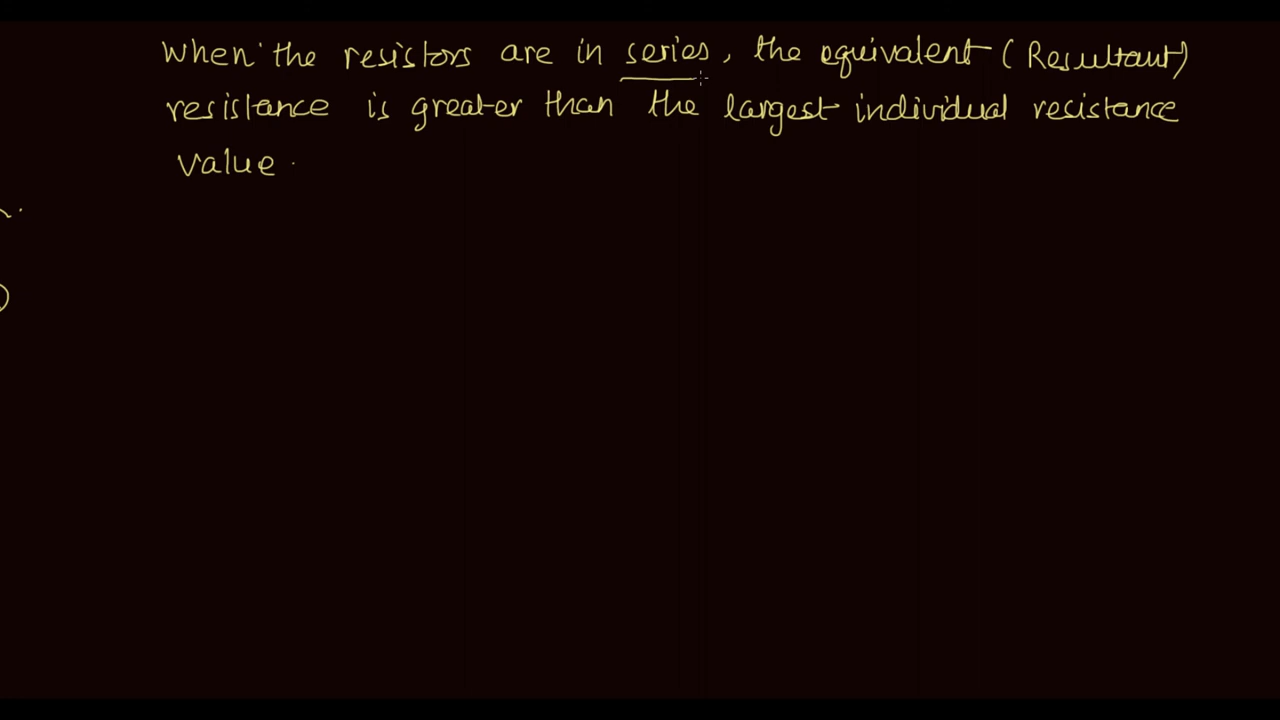 When the resistors are in series, the equivalent (Resultant)
resistance is greater than the largest individual resistance
value.